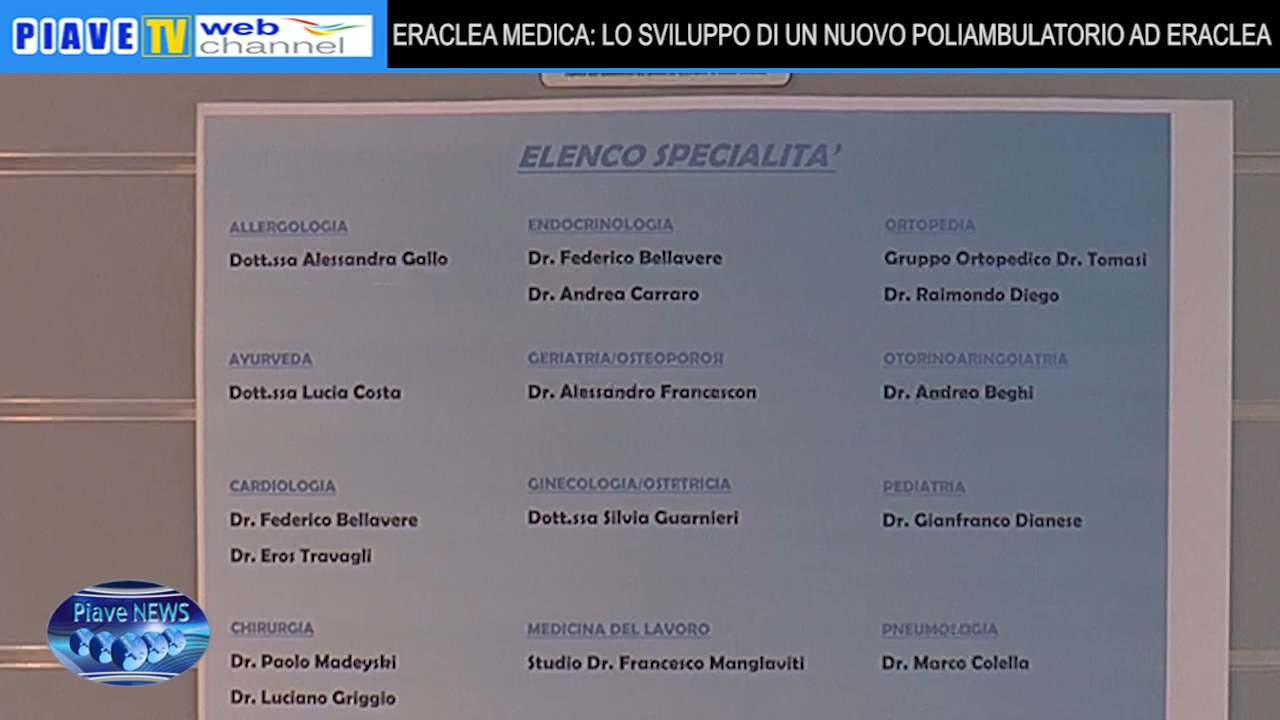 PIAVE TV web channel
ERACLEA MEDICA: LO SVILUPPO DI UN NUOVO POLIAMBULATORIO AD ERACLEA
ELENCO SPECIALITA'
ALLERGOLOGIA
Dott.ssa Alessandra Gallo
ENDOCRINOLOGIA
Dr. Federico Bellavere
Dr. Andrea Carraro
ORTOPEDIA
Gruppo Ortopedico Dr. Tomasi
Dr. Raimondo Diego
AYURVEDA
Dott.ssa Lucia Costa
GERIATRIA/OSTEOPOROSI
Dr. Alessandro Francescon
OTORINOARINGOIATRIA
Dr. Andrea Beghi
CARDIOLOGIA
Dr. Federico Bellavere
Dr. Eros Travagli
GINECOLOGIA/OSTETRICIA
Dott.ssa Silvia Guarnieri
PEDIATRIA
Dr. Gianfranco Dianese
CHIRURGIA
Dr. Paolo Madeyski
Dr. Luciano Griggio
MEDICINA DEL LAVORO
Studio Dr. Francesco Manglaviti
PNEUMOLOGIA
Dr. Marco Colella
Piave NEWS